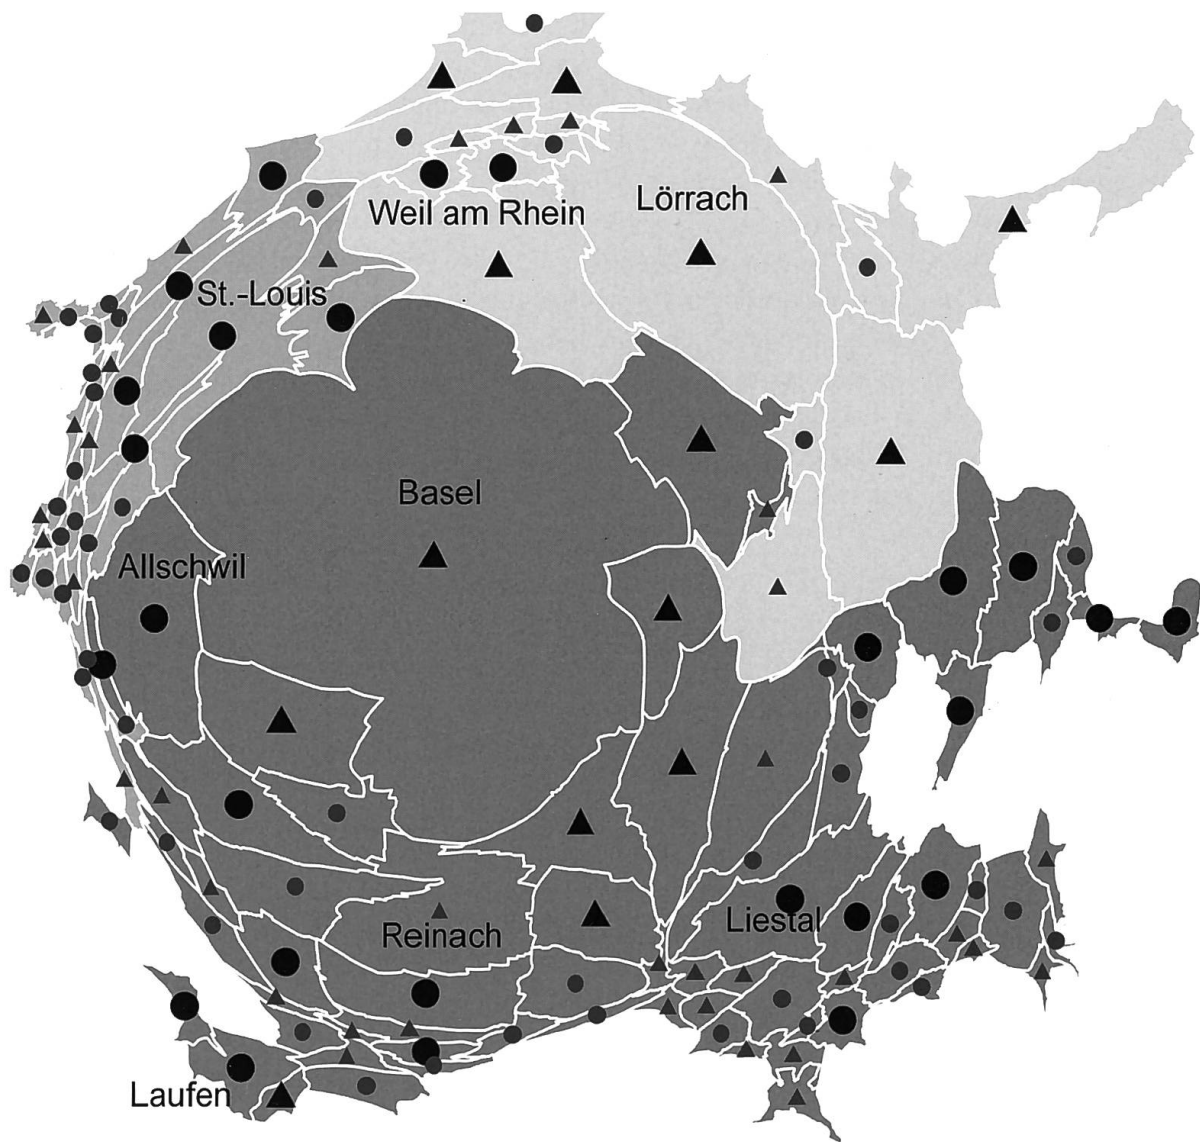 Lörrach
Weil am Rhein
St.-Louis
Basel
Allschwil
Liestal
Reinach
Laufen